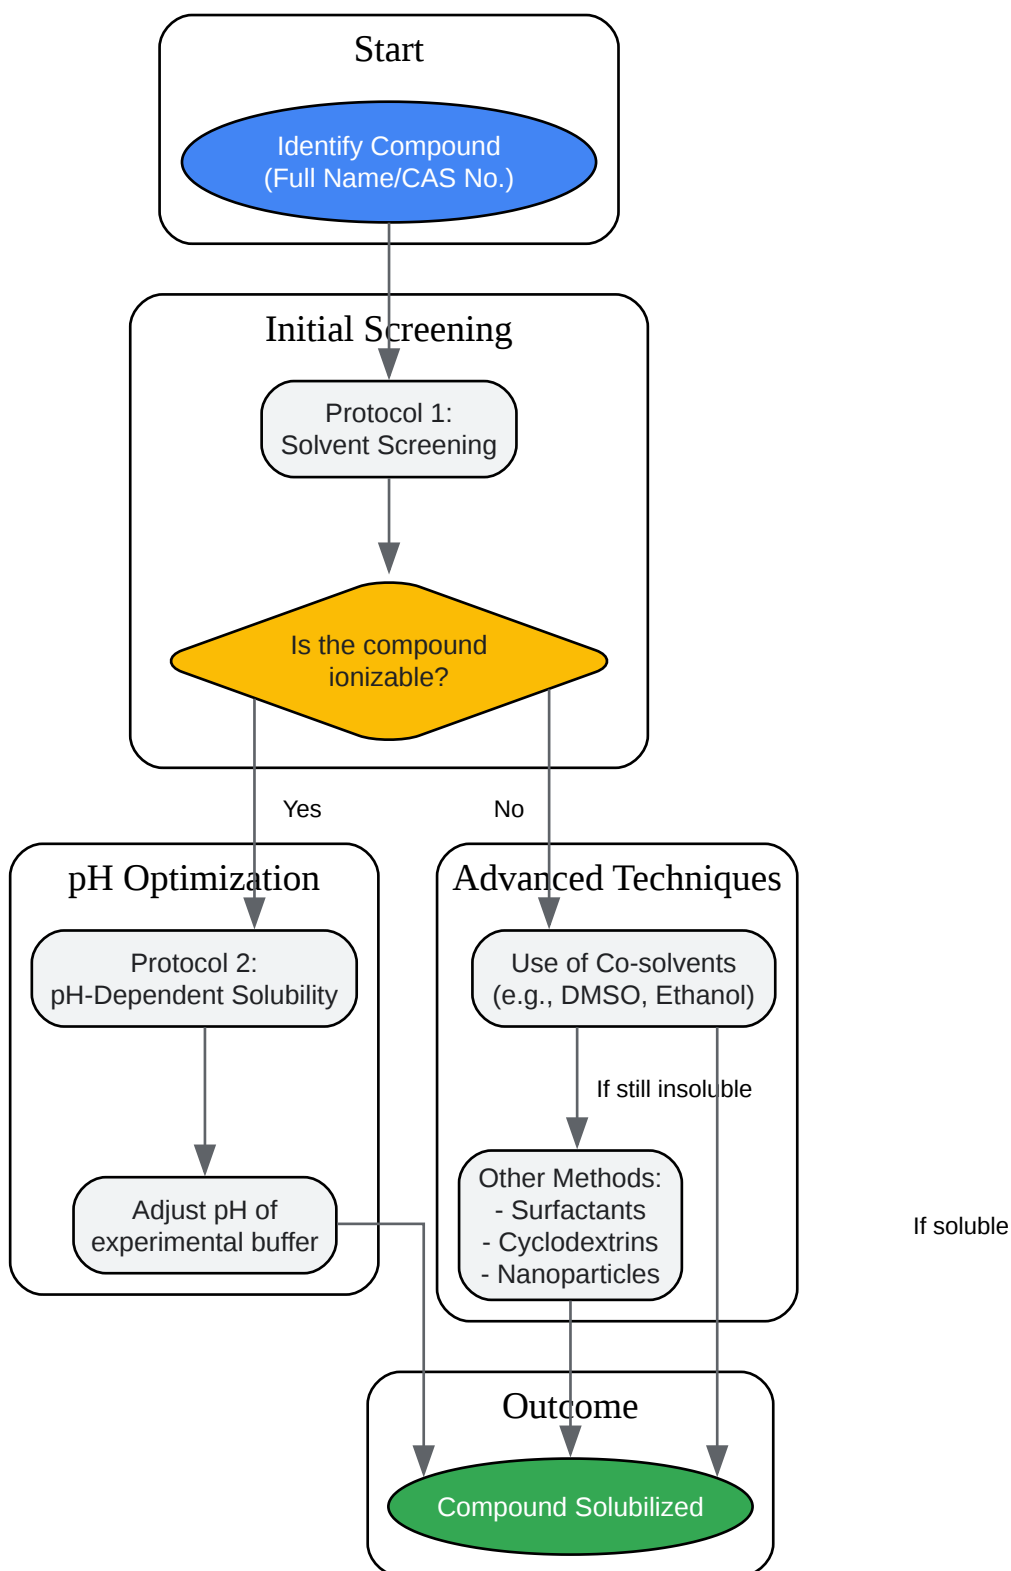 Start
Identify Compound
(Full Name/CAS No.)
Initial Screening
Protocol 1:
Solvent Screening
Is the compound
ionizable?
Yes
No
pH Optimization
Protocol 2:
pH-Dependent Solubility
Adjust pH of
experimental buffer
Advanced Techniques
Use of Co-solvents
(e.g., DMSO, Ethanol)
If still insoluble
Other Methods:
- Surfactants
- Cyclodextrins
- Nanoparticles
If soluble
Outcome
Compound Solubilized